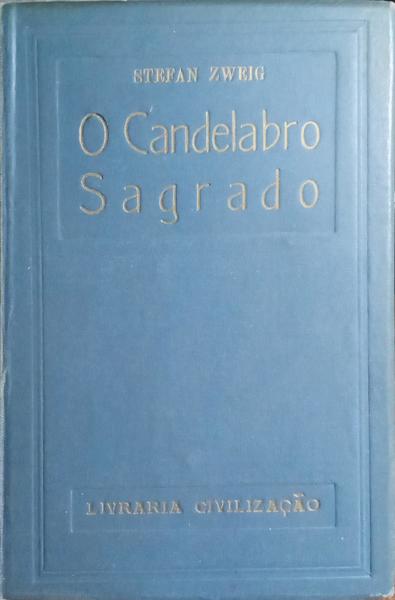 STEFAN ZWEIG
O Candelabro
Sagrado
LIVRARIA CIVILIZAÇÃO